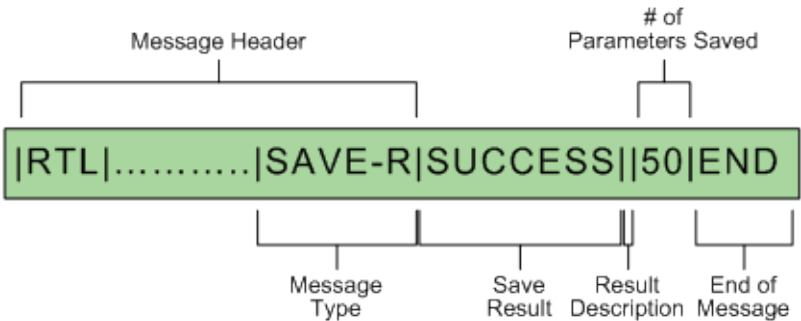 # of
Parameters Saved
Message Header
|RTL|...........|SAVE-R|SUCCESS||50|END
Message
Type
Save
Result
Result
Description
End of
Message